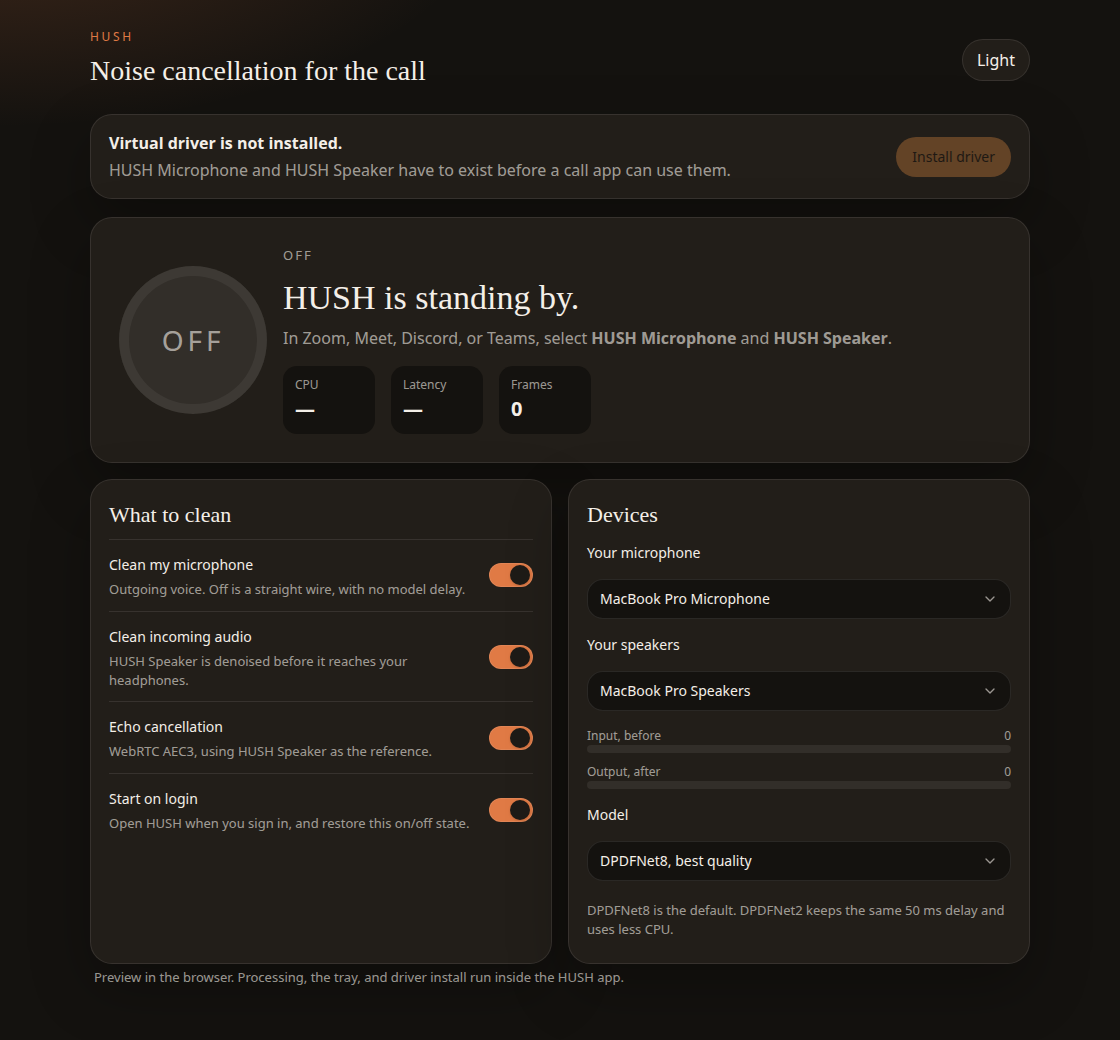 HUSH
Noise cancellation for the call
Light
Virtual driver is not installed.
HUSH Microphone and HUSH Speaker have to exist before a call app can use them.
Install driver
OFF
OFF
HUSH is standing by.
In Zoom, Meet, Discord, or Teams, select HUSH Microphone and HUSH Speaker.
CPU
—
Latency
—
Frames
0
What to clean
Clean my microphone
Outgoing voice. Off is a straight wire, with no model delay.
Clean incoming audio
HUSH Speaker is denoised before it reaches your
headphones.
Echo cancellation
WebRTC AEC3, using HUSH Speaker as the reference.
Start on login
Open HUSH when you sign in, and restore this on/off state.
Devices
Your microphone
MacBook Pro Microphone
Your speakers
MacBook Pro Speakers
Input, before 0
Output, after 0
Model
DPDFNet8, best quality
DPDFNet8 is the default. DPDFNet2 keeps the same 50 ms delay and
uses less CPU.
Preview in the browser. Processing, the tray, and driver install run inside the HUSH app.